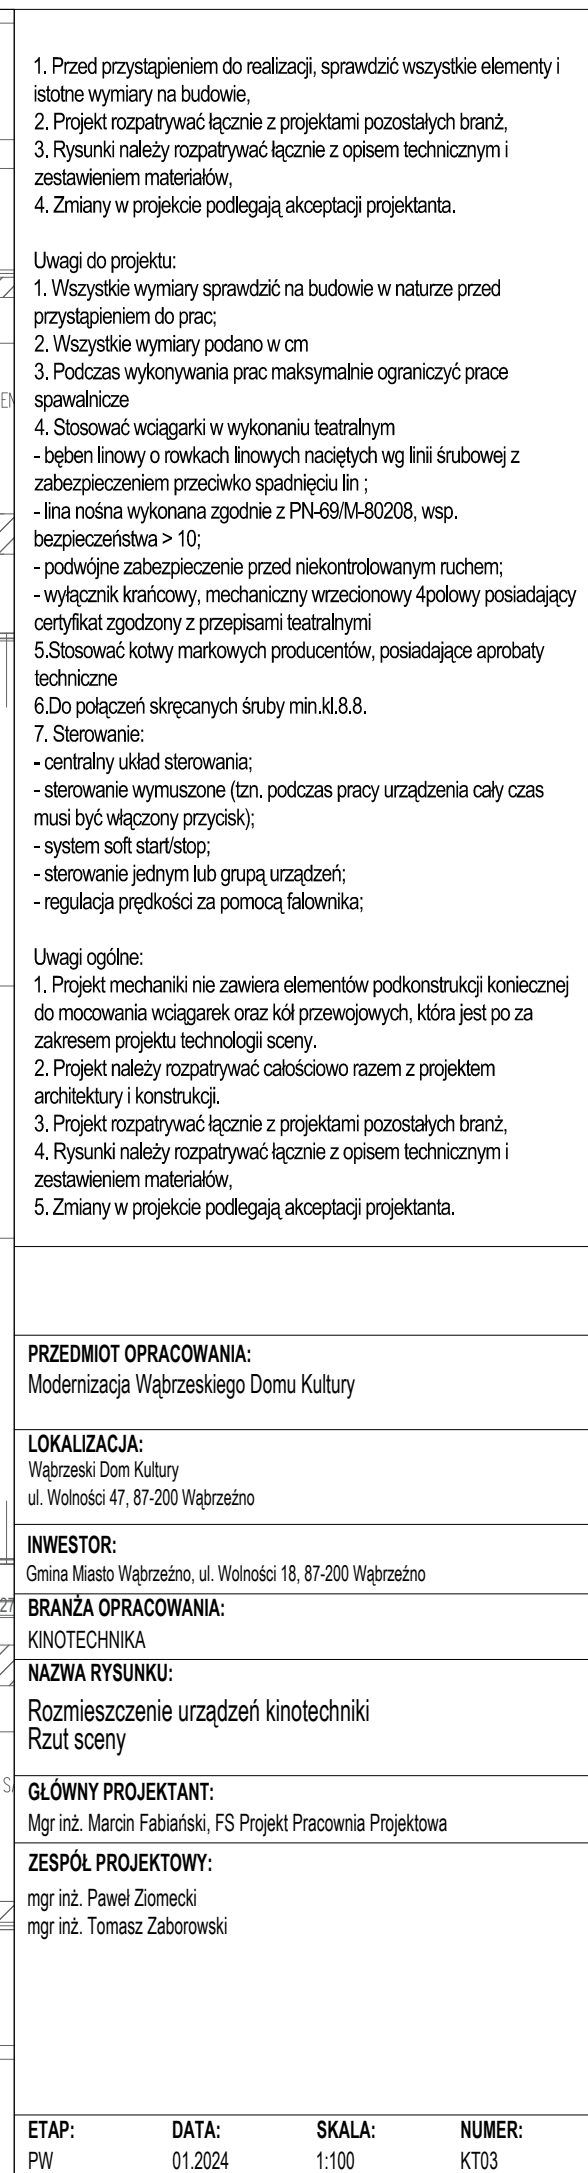 1. Przed przystąpieniem do realizacji, sprawdzić wszystkie elementy i
istotne wymiary na budowie,
2. Projekt rozpatrywać łącznie z projektami pozostałych branż,
3. Rysunki należy rozpatrywać łącznie z opisem technicznym i
zestawieniem materiałów,
4. Zmiany w projekcie podlegają akceptacji projektanta.
Uwagi do projektu:
1. Wszystkie wymiary sprawdzić na budowie w naturze przed
przystąpieniem do prac;
2. Wszystkie wymiary podano w cm
3. Podczas wykonywania prac maksymalnie ograniczyć prace
spawalnicze
4. Stosować wciągarki w wykonaniu teatralnym
- bęben linowy o rowkach linowych naciętych wg linii śrubowej z
zabezpieczeniem przeciwko spadnięciu lin ;
- lina nośna wykonana zgodnie z PN-69/M-80208, wsp.
bezpieczeństwa > 10;
- podwójne zabezpieczenie przed niekontrolowanym ruchem;
- wyłącznik krańcowy, mechaniczny wrzecionowy 4polowy posiadający
certyfikat zgodzony z przepisami teatralnymi
5.Stosować kotwy markowych producentów, posiadające aprobaty
techniczne
6.Do połączeń skręcanych śruby min.kl.8.8.
7. Sterowanie:
- centralny układ sterowania;
- sterowanie wymuszone (tzn. podczas pracy urządzenia cały czas
musi być włączony przycisk);
- system soft start/stop;
- sterowanie jednym lub grupą urządzeń;
- regulacja prędkości za pomocą falownika;
Uwagi ogólne:
1. Projekt mechaniki nie zawiera elementów podkonstrukcji koniecznej
do mocowania wciągarek oraz kół przewojowych, która jest po za
zakresem projektu technologii sceny.
2. Projekt należy rozpatrywać całościowo razem z projektem
architektury i konstrukcji.
3. Projekt rozpatrywać łącznie z projektami pozostałych branż,
4. Rysunki należy rozpatrywać łącznie z opisem technicznym i
zestawieniem materiałów,
5. Zmiany w projekcie podlegają akceptacji projektanta.
PRZEDMIOT OPRACOWANIA:
Modernizacja Wąbrzeskiego Domu Kultury
LOKALIZACJA:
Wąbrzeski Dom Kultury
ul. Wolności 47, 87-200 Wąbrzeźno
INWESTOR:
Gmina Miasto Wąbrzeźno, ul. Wolności 18, 87-200 Wąbrzeźno
27
BRANŻA OPRACOWANIA:
KINOTECHNIKA
NAZWA RYSUNKU:
Rozmieszczenie urządzeń kinotechniki
Rzut sceny
GŁÓWNY PROJEKTANT:
Mgr inż. Marcin Fabiański, FS Projekt Pracownia Projektowa
ZESPÓŁ PROJEKTOWY:
mgr inż. Paweł Ziomecki
mgr inż. Tomasz Zaborowski
ETAP: DATA: SKALA: NUMER:
PW 01.2024 1:100 KT03